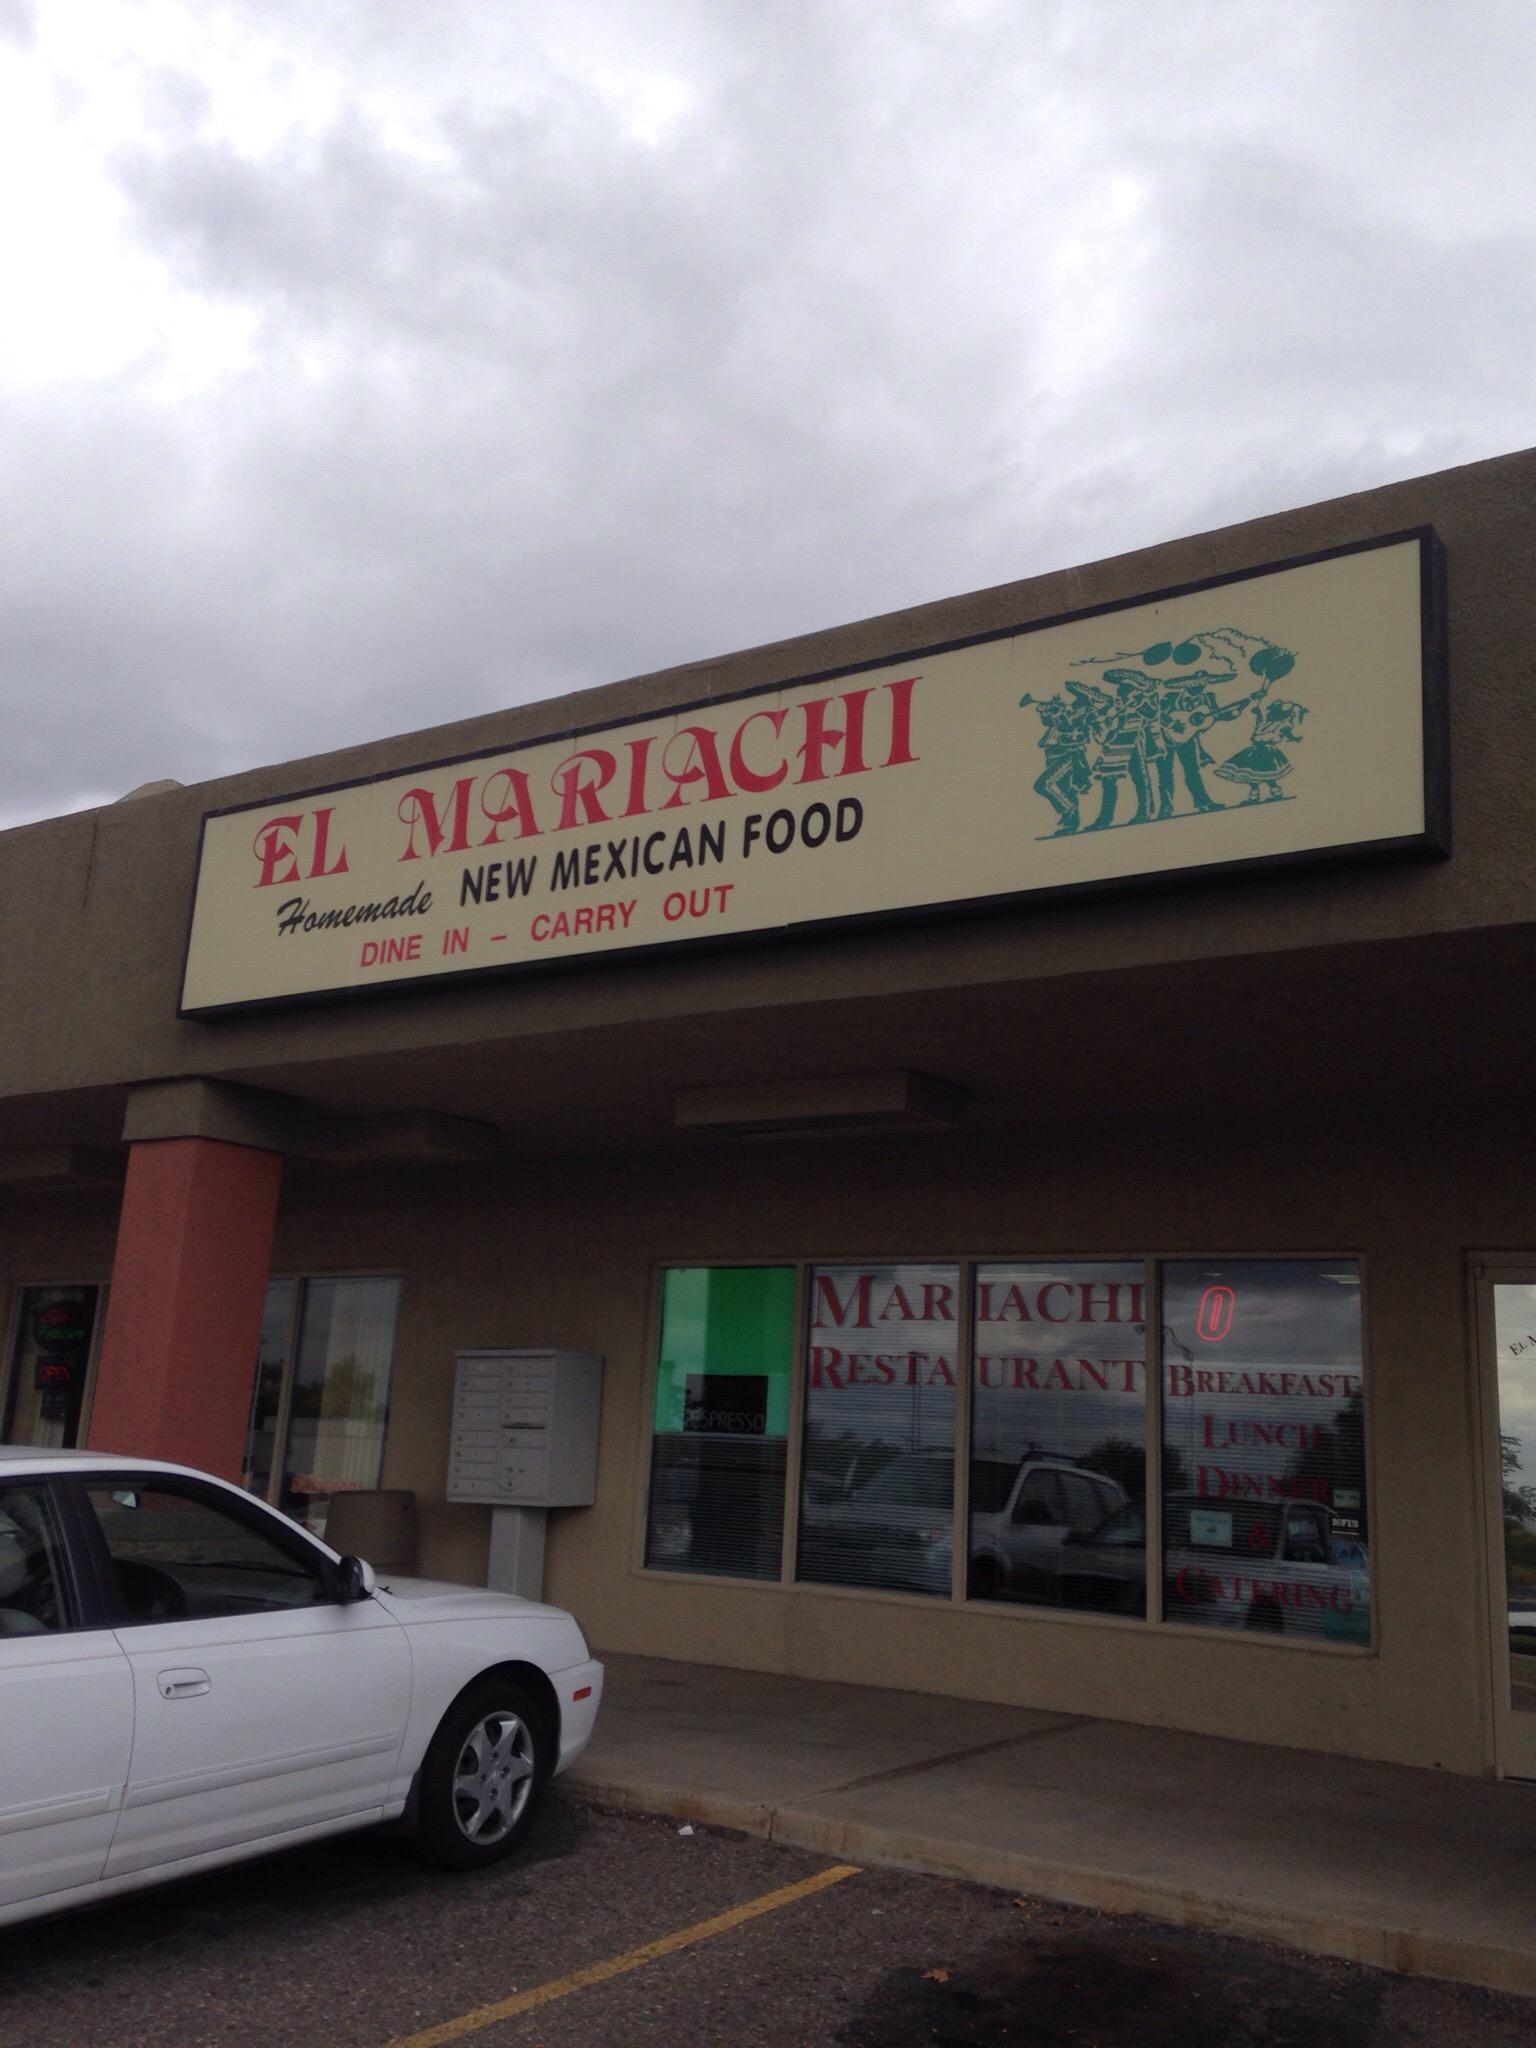 EL MARIACHI
Homemade NEW MEXICAN FOOD
DINE IN - CARRY OUT
MARIACHI
RESTAURANT
ESPRESSO
O
BREAKFAST
LUNCH
DINNER
&
CATERING
OPEN